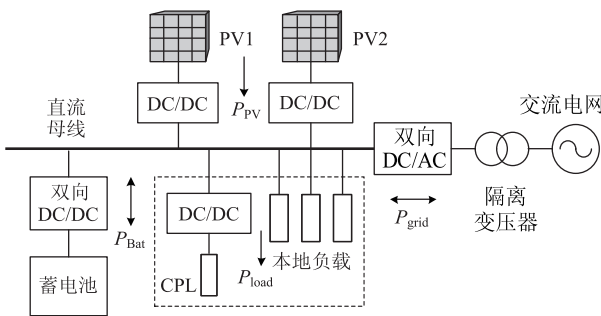 PV1
PV2
DC/DC
P_PV
DC/DC
直流
母线
双向
DC/AC
交流电网
双向
DC/DC
P_Bat
DC/DC
P_grid
隔离
变压器
蓄电池
CPL
P_load
本地负载